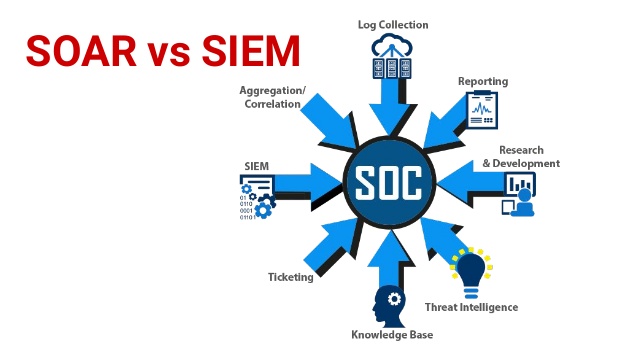 SOAR vs SIEM
Log Collection
Aggregation/
Correlation
Reporting
Research
& Development
SIEM
01
0110
0001
01101
SOC
Ticketing
Threat Intelligence
Knowledge Base